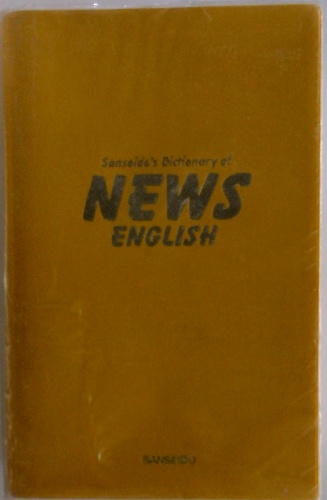 Sanseido's Dictionary of
NEWS
ENGLISH
SANSEIDO